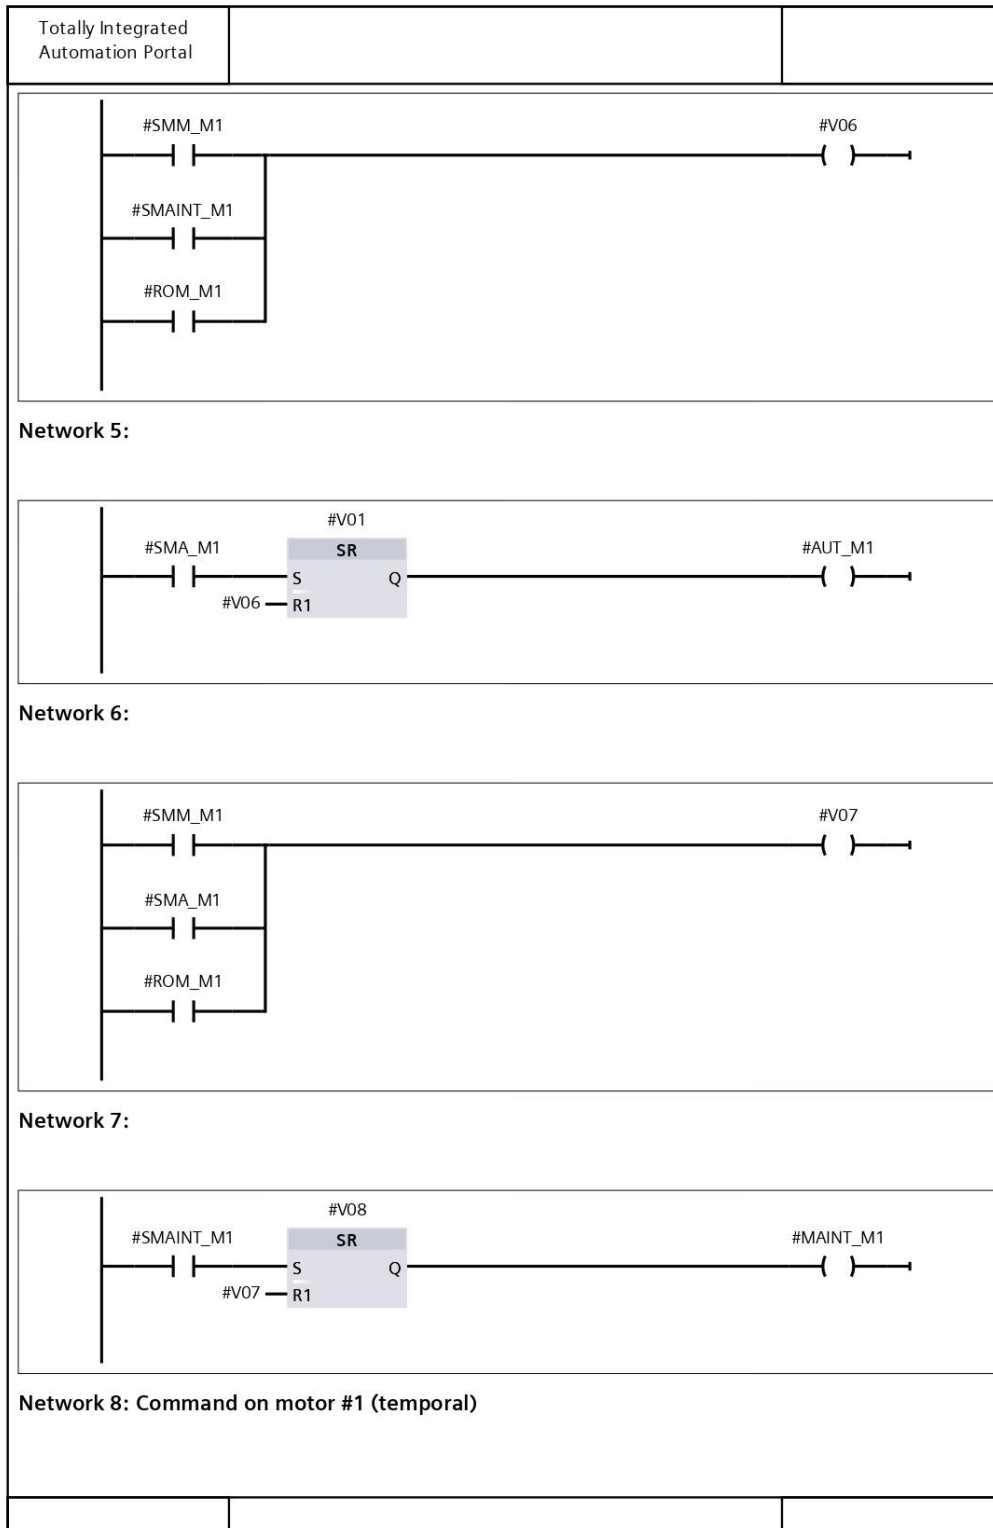 Totally Integrated
Automation Portal
#SMM_M1
#V06
#SMAINT_M1
#ROM_M1
Network 5:
#V01
#SMA_M1
SR
#AUT_M1
S
Q
#V06
R1
Network 6:
#SMM_M1
#V07
#SMA_M1
#ROM_M1
Network 7:
#V08
#SMAINT_M1
SR
#MAINT_M1
S
Q
#V07
R1
Network 8: Command on motor #1 (temporal)